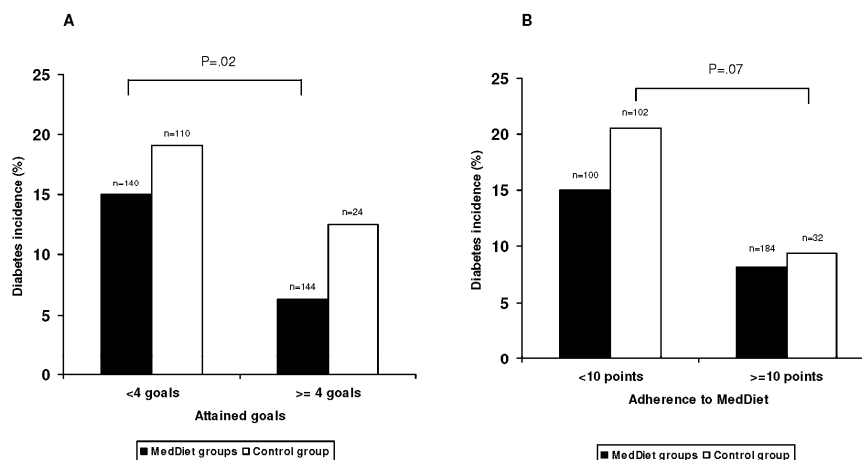 A
P=.02
25
20
15
10
5
0
n=110
n=140
n=24
n=144
Diabetes incidence (%)
<4 goals
>= 4 goals
Attained goals
MedDiet groups
Control group
B
P=.07
25
20
15
10
5
0
n=102
n=100
n=184
n=32
Diabetes incidence (%)
<10 points
>=10 points
Adherence to MedDiet
MedDiet groups
Control group